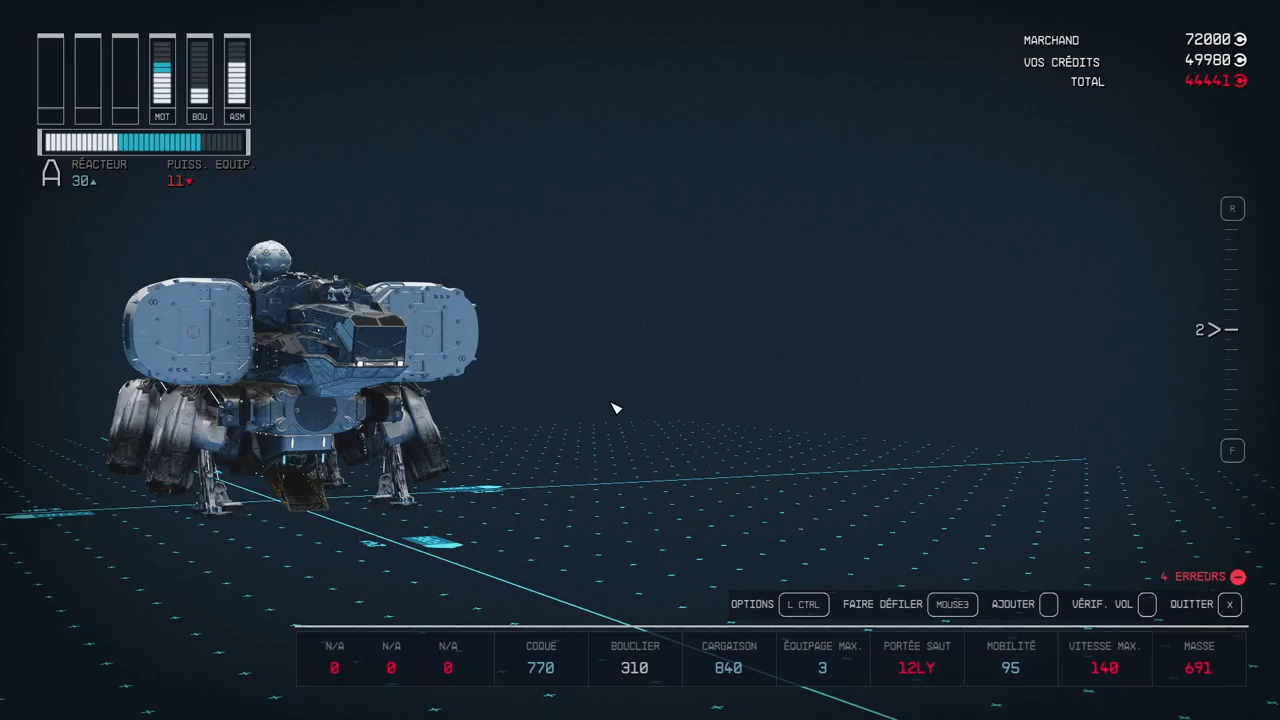 MARCHAND 72000
VOS CRÉDITS 49980
TOTAL 44441
MOT BOU ASM
A RÉACTEUR PUISS. EQUIP.
30 11
R
2
F
4 ERREURS
OPTIONS L CTRL FAIRE DÉFILER MOUSE3 AJOUTER VÉRIF. VOL QUITTER X
N/A N/A N/A COQUE BOUCLIER CARGAISON ÉQUIPAGE MAX. PORTÉE SAUT MOBILITÉ VITESSE MAX. MASSE
0 0 0 770 310 840 3 12LY 95 140 691